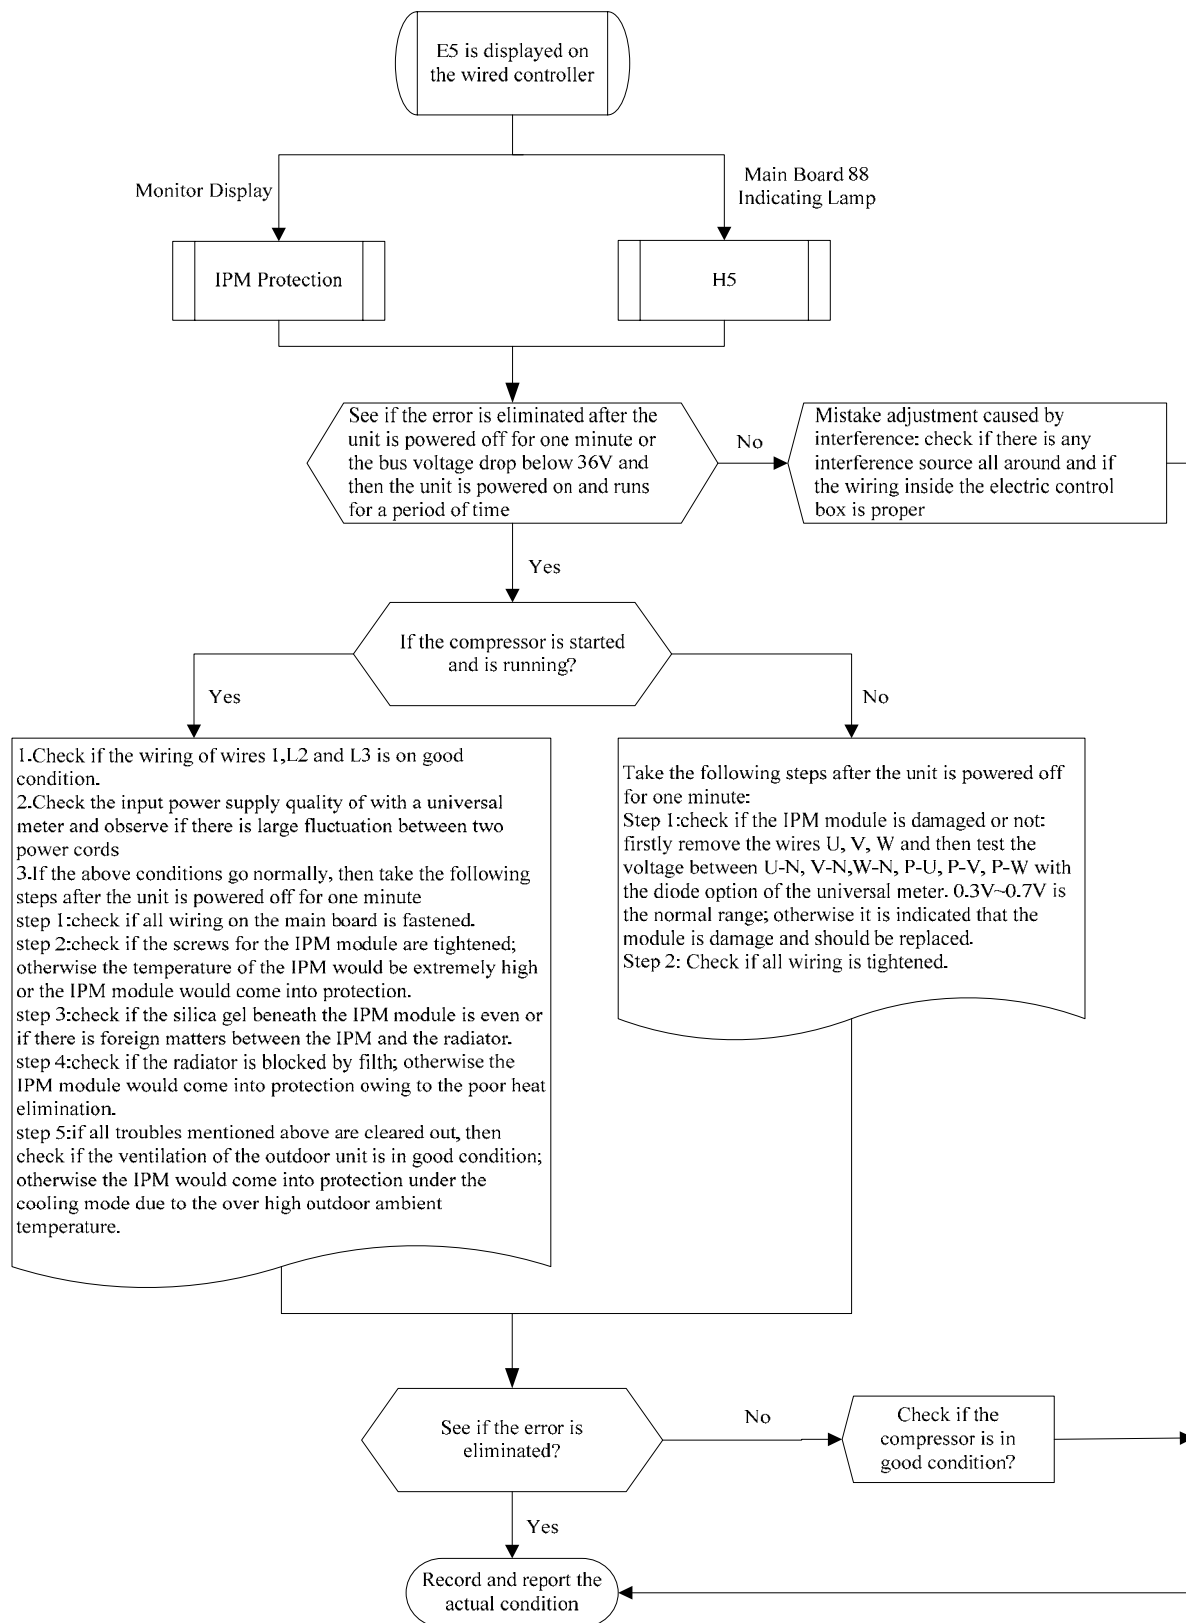 E5 is displayed on
the wired controller
Monitor Display
Main Board 88
Indicating Lamp
IPM Protection
H5
See if the error is eliminated after the
unit is powered off for one minute or
the bus voltage drop below 36V and
then the unit is powered on and runs
for a period of time
No
Mistake adjustment caused by
interference: check if there is any
interference source all around and if
the wiring inside the electric control
box is proper
Yes
If the compressor is started
and is running?
Yes
No
1.Check if the wiring of wires 1,L2 and L3 is on good
condition.
2.Check the input power supply quality of with a universal
meter and observe if there is large fluctuation between two
power cords
3.If the above conditions go normally, then take the following
steps after the unit is powered off for one minute
step 1:check if all wiring on the main board is fastened.
step 2:check if the screws for the IPM module are tightened;
otherwise the temperature of the IPM would be extremely high
or the IPM module would come into protection.
step 3:check if the silica gel beneath the IPM module is even or
if there is foreign matters between the IPM and the radiator.
step 4:check if the radiator is blocked by filth; otherwise the
IPM module would come into protection owing to the poor heat
elimination.
step 5:if all troubles mentioned above are cleared out, then
check if the ventilation of the outdoor unit is in good condition;
otherwise the IPM would come into protection under the
cooling mode due to the over high outdoor ambient
temperature.
Take the following steps after the unit is powered off
for one minute:
Step 1:check if the IPM module is damaged or not:
firstly remove the wires U, V, W and then test the
voltage between U-N, V-N,W-N, P-U, P-V, P-W with
the diode option of the universal meter. 0.3V~0.7V is
the normal range; otherwise it is indicated that the
module is damage and should be replaced.
Step 2: Check if all wiring is tightened.
See if the error is
eliminated?
No
Check if the
compressor is in
good condition?
Yes
Record and report the
actual condition